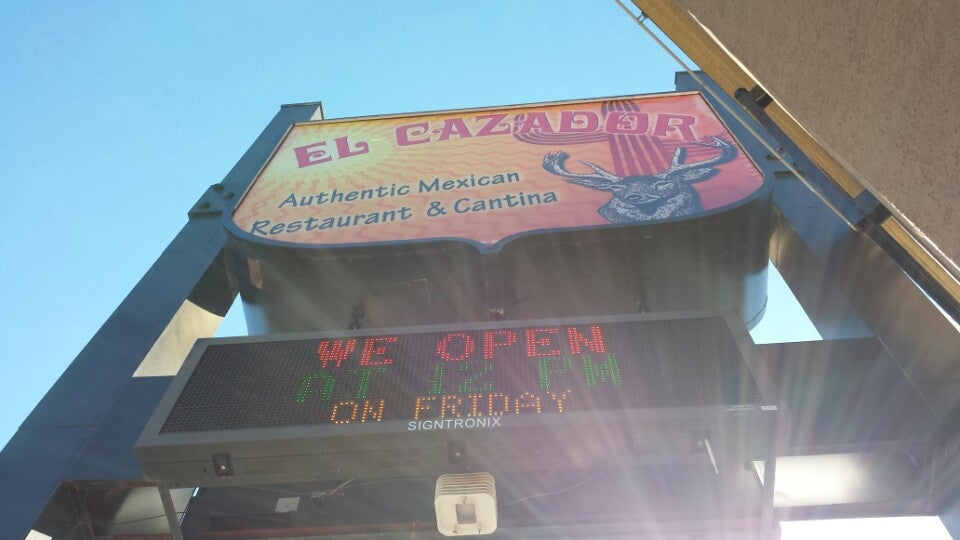 EL CAZADOR
Authentic Mexican
Restaurant & Cantina
WE OPEN
AT 12 PM
ON FRIDAY
SIGNTRONIX